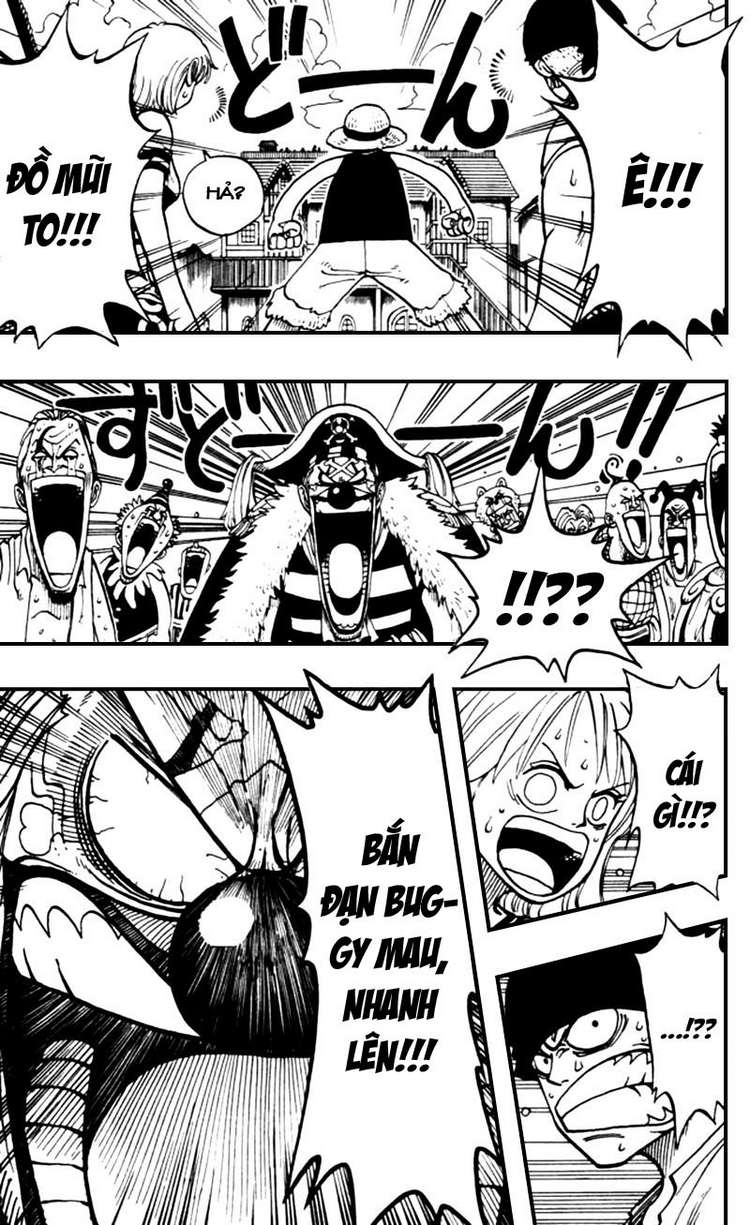 どーん
Ê!!!
HẢ?
ĐỒ MŨI
TO!!!
ずどーーん!!
!!??
CÁI
GÌ!!?
BẮN
ĐẠN BUG-
GY MAU,
NHANH
LÊN!!!
....!??